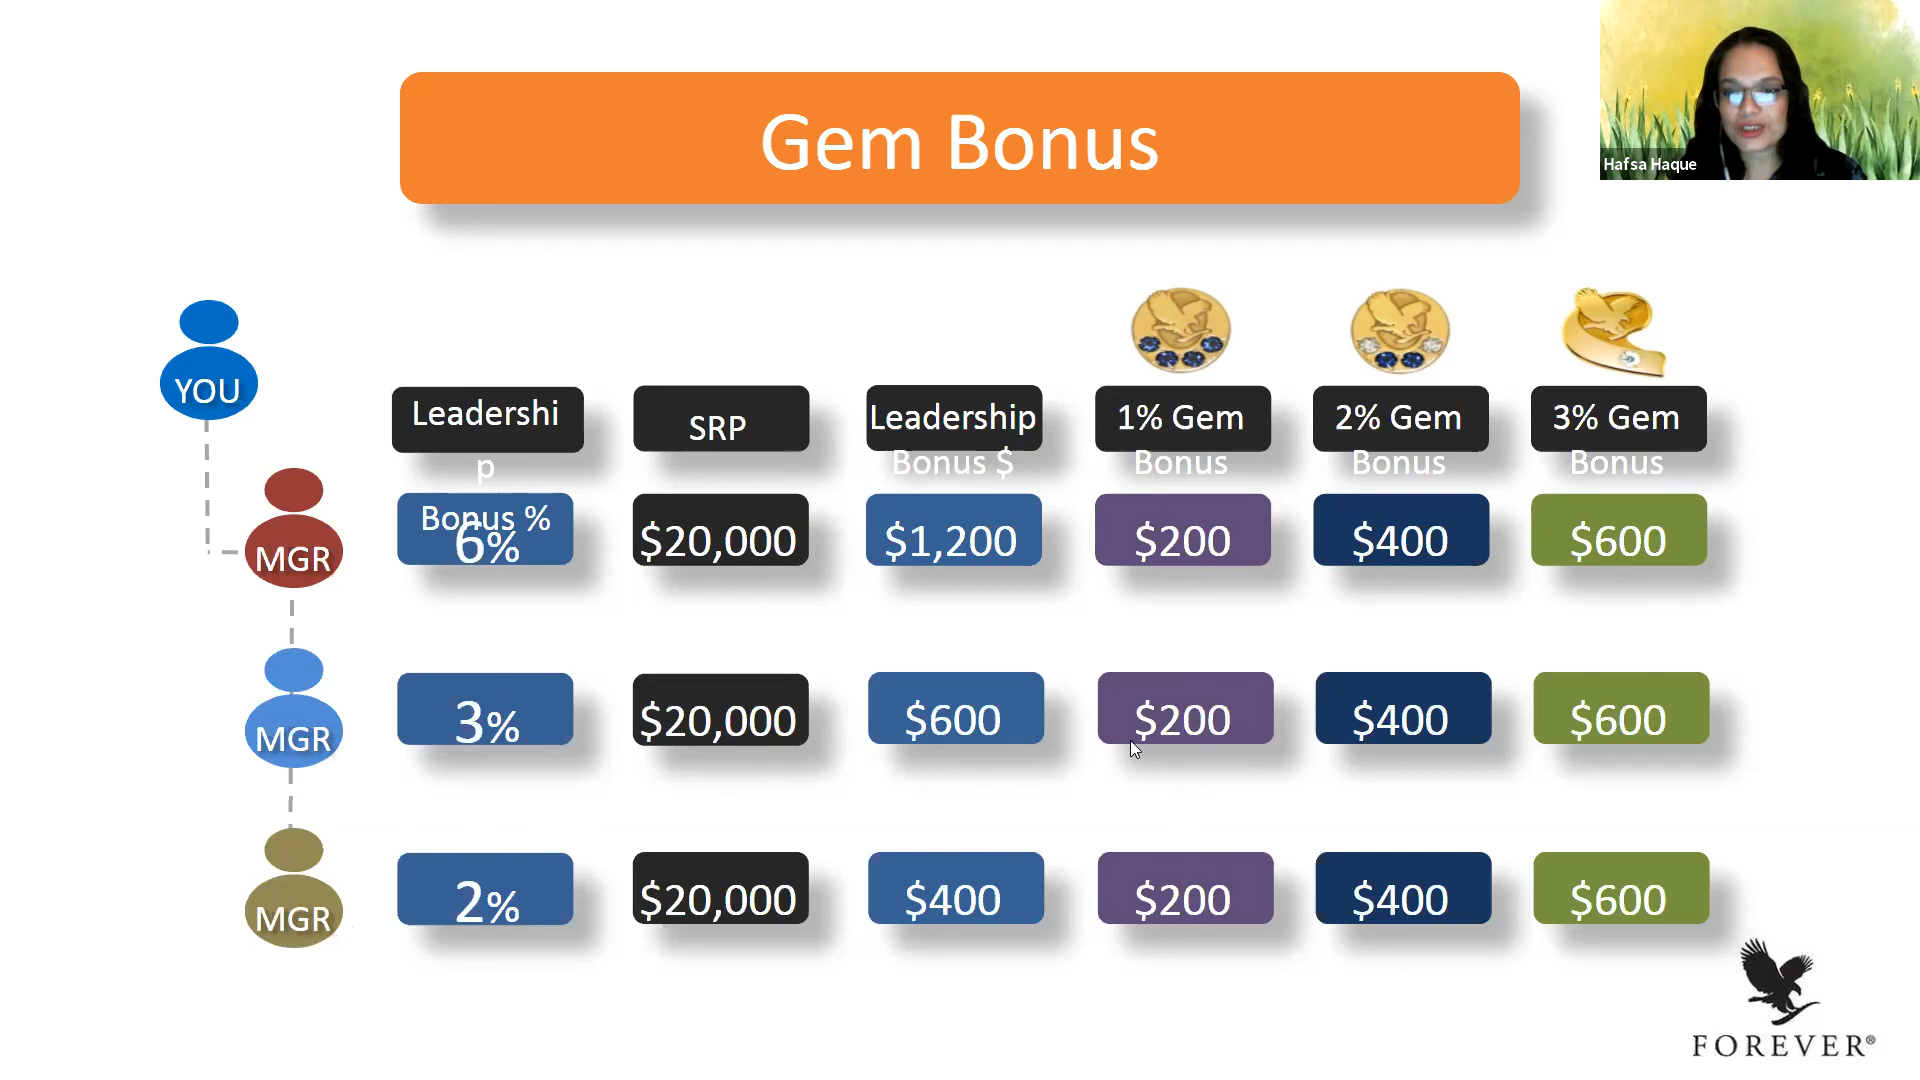 Gem Bonus
Hafsa Haque
YOU
Leadershi
p
Bonus %
SRP
Leadership
Bonus $
1% Gem
Bonus
2% Gem
Bonus
3% Gem
Bonus
MGR
6%
$20,000
$1,200
$200
$400
$600
MGR
3%
$20,000
$600
$200
$400
$600
MGR
2%
$20,000
$400
$200
$400
$600
FOREVER®